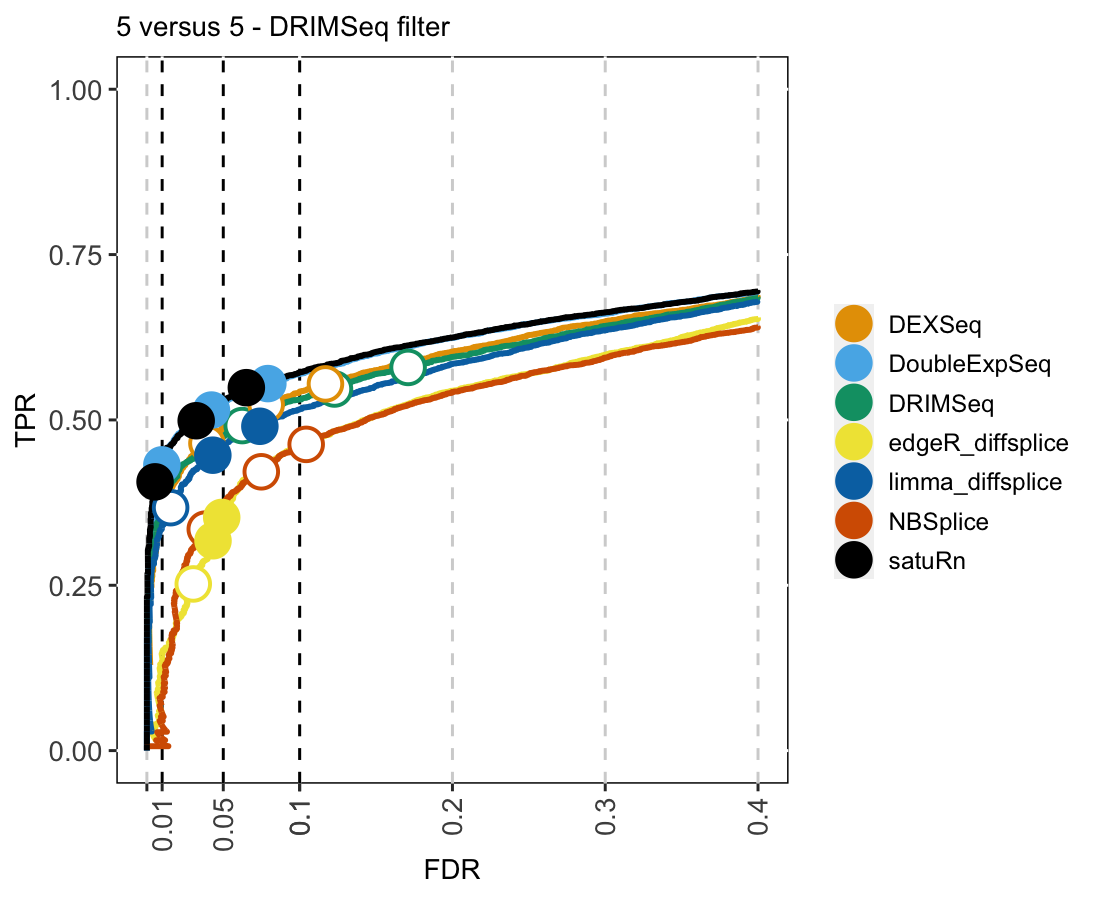 5 versus 5 - DRIMSeq filter
1.00
0.75
0.50
0.25
0.00
TPR
0.01
0.05
0.1
0.2
0.3
0.4
FDR
DEXSeq
DoubleExpSeq
DRIMSeq
edgeR_diffsplice
limma_diffsplice
NBSplice
satuRn